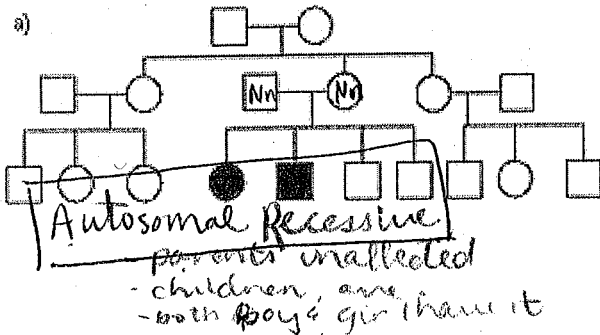 a)
Nn Nn
Autosomal Recessive
parents unaffected
- children are
- both boy & girl have it